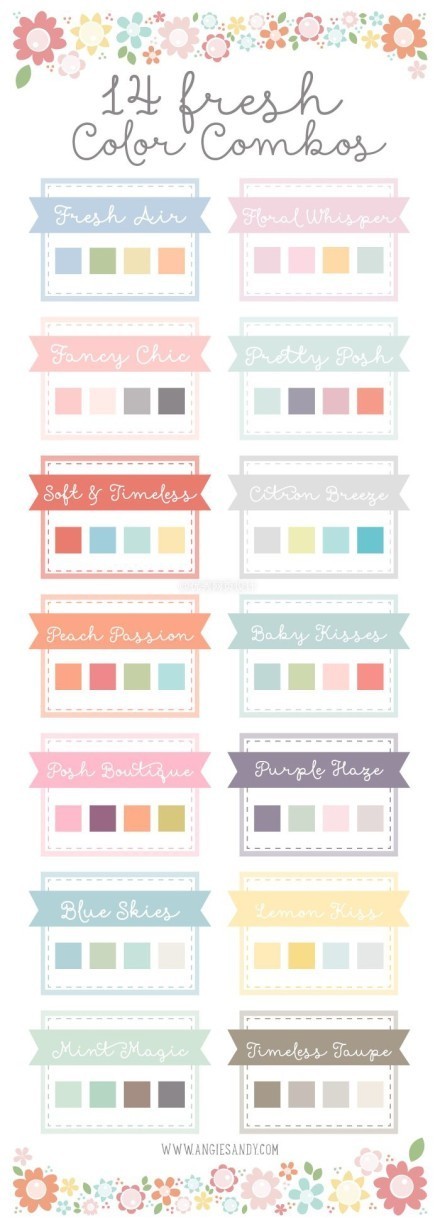 14 fresh
Color Combos
Fresh Air
Floral Whisper
Fancy Chic
Pretty Posh
Soft & Timeless
Citron Breeze
Peach Passion
Baby Kisses
Posh Boutique
Purple Haze
Blue Skies
Lemon Kiss
Mint Magic
Timeless Taupe
WWW.ANGIESANDY.COM